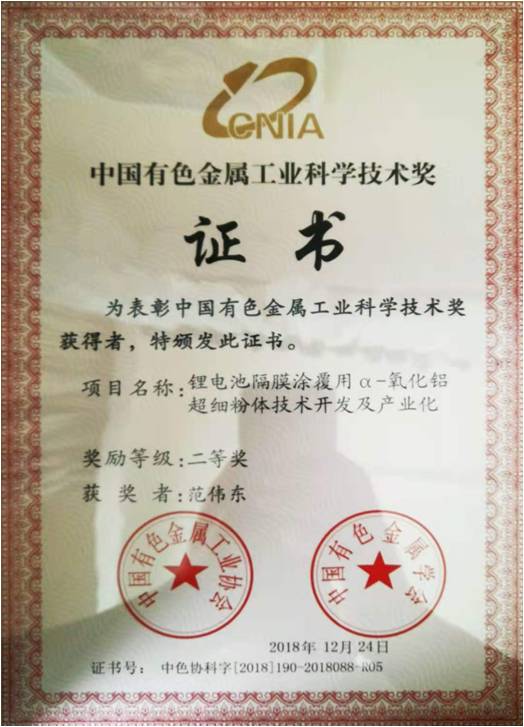 CNIA
中国有色金属工业科学技术奖
证书
为表彰中国有色金属工业科学技术奖
获得者，特颁发此证书。
项目名称：锂电池隔膜涂覆用α-氧化铝
超细粉体技术开发及产业化
奖励等级：二等奖
获奖者：范伟东
中国有色金属工业协会
中国有色金属学会
2018年12月24日
证书号：中色协科字[2018]190-2018088-R05